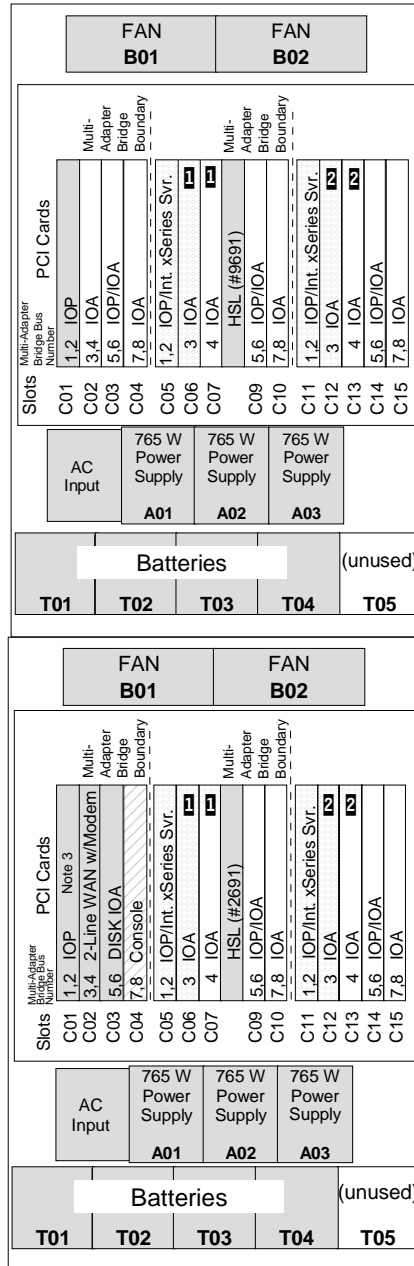 FAN
B01
FAN
B02
Multi-Adapter
Bridge Bus
Number
Slots
PCI Cards
C01 1,2 IOP
C02 3,4 IOA
C03 5,6 IOP/IOA
C04 7,8 IOA
Multi-
Adapter
Bridge
Boundary
C05 1,2 IOP/Int. xSeries Svr.
C06 3 IOA 1
C07 4 IOA 1
HSL (#9691)
C09 5,6 IOP/IOA
C10 7,8 IOA
Multi-
Adapter
Bridge
Boundary
C11 1,2 IOP/Int. xSeries Svr.
C12 3 IOA 2
C13 4 IOA 2
C14 5,6 IOP/IOA
C15 7,8 IOA
AC
Input
765 W
Power
Supply
A01
765 W
Power
Supply
A02
765 W
Power
Supply
A03
Batteries
(unused)
T01 T02 T03 T04 T05
FAN
B01
FAN
B02
Multi-Adapter
Bridge Bus
Number
Slots
PCI Cards
C01 1,2 IOP Note 3
C02 3,4 2-Line WAN w/Modem
C03 5,6 DISK IOA
C04 7,8 Console
Multi-
Adapter
Bridge
Boundary
C05 1,2 IOP/Int. xSeries Svr.
C06 3 IOA 1
C07 4 IOA 1
HSL (#2691)
C09 5,6 IOP/IOA
C10 7,8 IOA
Multi-
Adapter
Bridge
Boundary
C11 1,2 IOP/Int. xSeries Svr.
C12 3 IOA 2
C13 4 IOA 2
C14 5,6 IOP/IOA
C15 7,8 IOA
AC
Input
765 W
Power
Supply
A01
765 W
Power
Supply
A02
765 W
Power
Supply
A03
Batteries
(unused)
T01 T02 T03 T04 T05